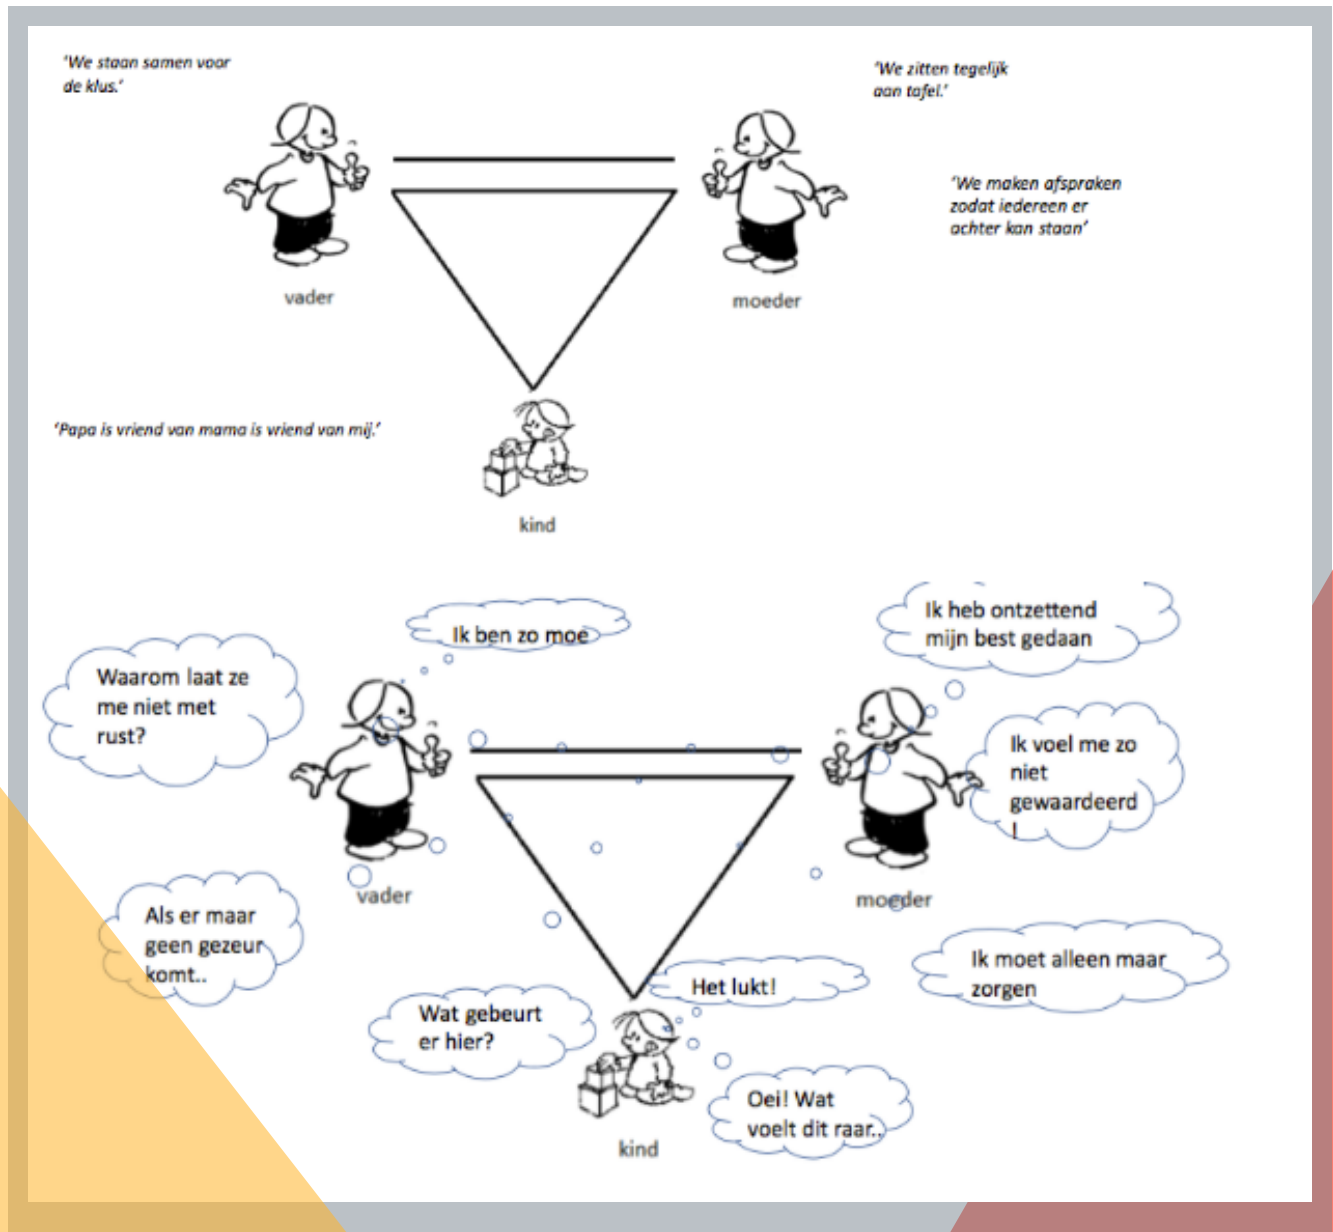 'We staan samen voor
de klus.'
'We zitten tegelijk
aan tafel.'
'We maken afspraken
zodat iedereen er
achter kan staan'
vader
moeder
'Papa is vriend van mama is vriend van mij.'
kind
Ik ben zo moe
Ik heb ontzettend
mijn best gedaan
Waarom laat ze
me niet met
rust?
Ik voel me zo
niet
gewaardeerd
!
vader
moeder
Als er maar
geen gezeur
komt..
Ik moet alleen maar
zorgen
Het lukt!
Wat gebeurt
er hier?
Oei! Wat
voelt dit raar..
kind